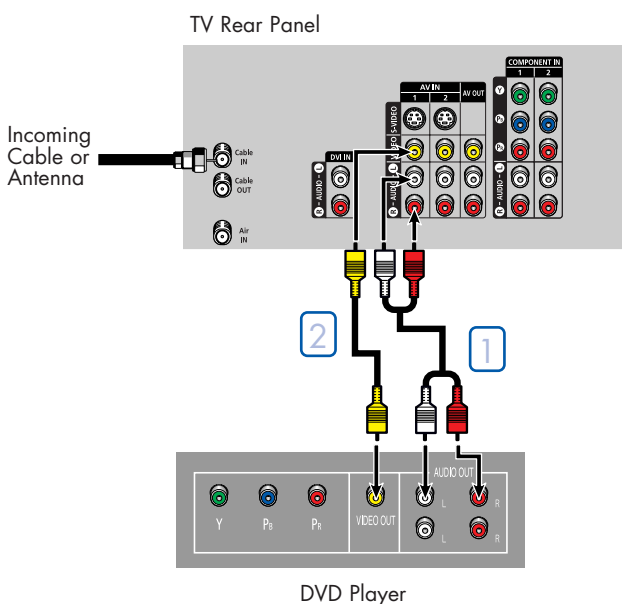 TV Rear Panel
COMPONENT IN
1 2
AV IN
1 2
AV OUT
Y
PB
PR
S-VIDEO
VIDEO
R - AUDIO - L
R - AUDIO - L
DVI IN
R - AUDIO - L
Incoming
Cable or
Antenna
Cable
IN
Cable
OUT
Air
IN
2
1
AUDIO OUT
Y
PB
PR
VIDEO OUT
L
R
L
R
DVD Player